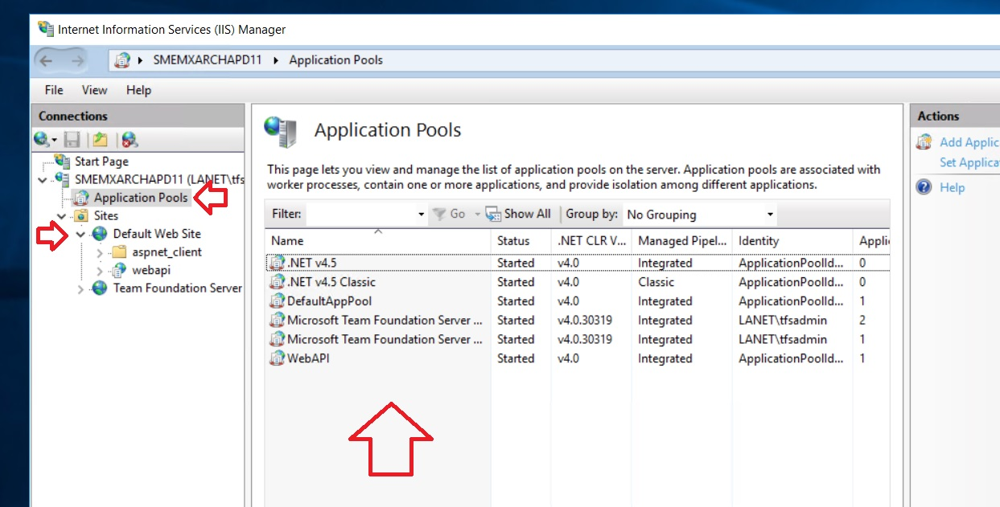 Internet Information Services (IIS) Manager
SMEMXARCHAPD11 Application Pools
File View Help
Connections
Start Page
SMEMXARCHAPD11 (LANET\tfs
Application Pools
Sites
Default Web Site
aspnet_client
webapi
Team Foundation Server
Application Pools
This page lets you view and manage the list of application pools on the server. Application pools are associated with
worker processes, contain one or more applications, and provide isolation among different applications.
Filter: Go Show All Group by: No Grouping
Name Status .NET CLR V... Managed Pipel... Identity Applic
.NET v4.5 Started v4.0 Integrated ApplicationPoolId... 0
.NET v4.5 Classic Started v4.0 Classic ApplicationPoolId... 0
DefaultAppPool Started v4.0 Integrated ApplicationPoolId... 1
Microsoft Team Foundation Server ... Started v4.0.30319 Integrated LANET\tfsadmin 2
Microsoft Team Foundation Server ... Started v4.0.30319 Integrated LANET\tfsadmin 1
WebAPI Started v4.0 Integrated ApplicationPoolId... 1
Actions
Add Applic
Set Applica
Help